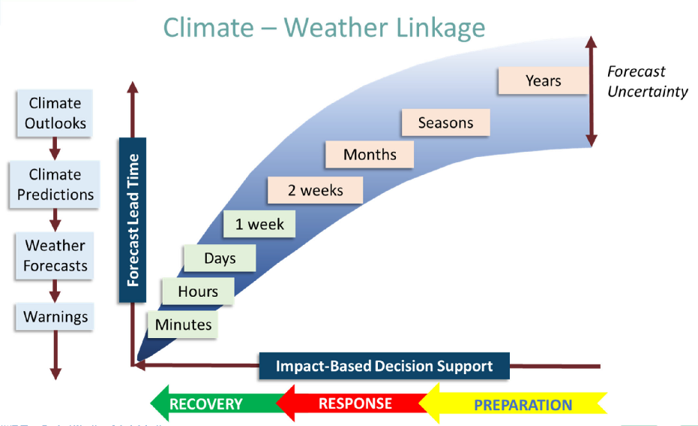 Climate – Weather Linkage
Climate
Outlooks
Climate
Predictions
Weather
Forecasts
Warnings
Forecast Lead Time
Years
Seasons
Months
2 weeks
1 week
Days
Hours
Minutes
Forecast
Uncertainty
Impact-Based Decision Support
RECOVERY
RESPONSE
PREPARATION